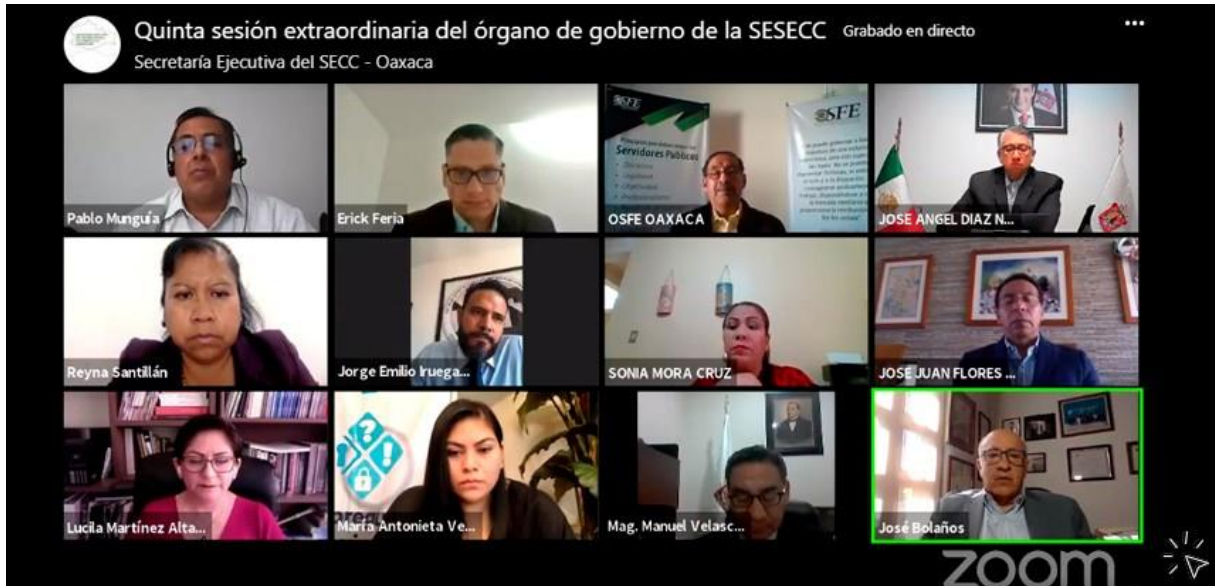 Quinta sesión extraordinaria del órgano de gobierno de la SESECC Grabado en directo
Secretaría Ejecutiva del SECC - Oaxaca
OSFE
Servidores Públicos
OSFE
Pablo Munguía
Erick Feria
OSFE OAXACA
JOSE ANGEL DIAZ N...
Reyna Santillán
Jorge Emilio Iruega...
SONIA MORA CRUZ
JOSE JUAN FLORES ...
Lucila Martínez Alta...
María Antonieta Ve...
Mag. Manuel Velasc...
José Bolaños
zoom